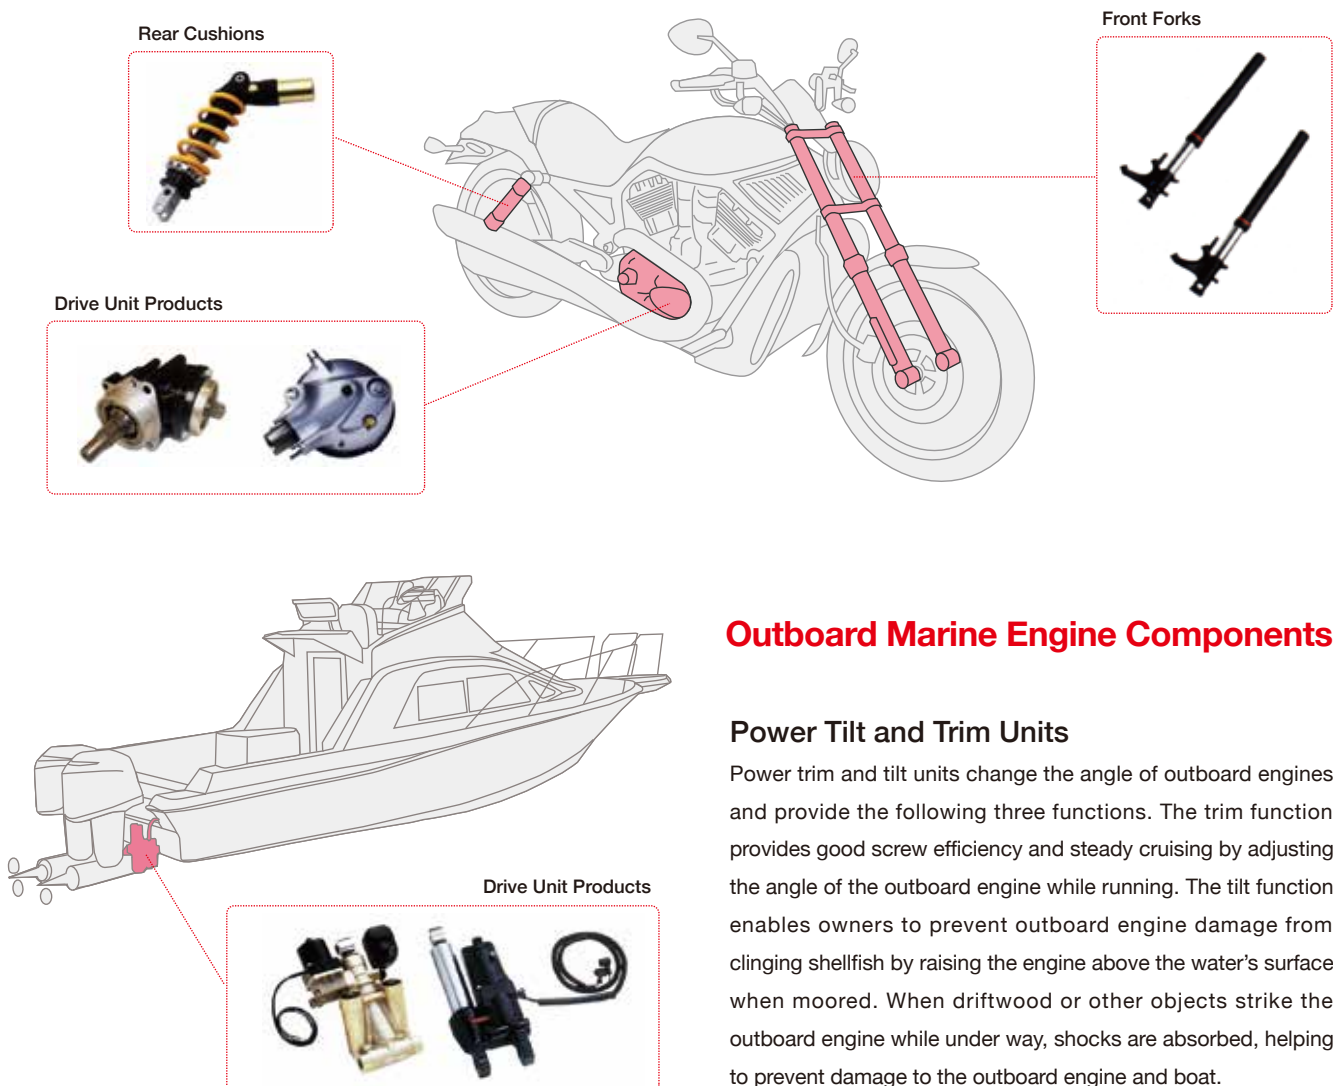 Rear Cushions
Front Forks
Drive Unit Products
Outboard Marine Engine Components
Power Tilt and Trim Units
Power trim and tilt units change the angle of outboard engines
and provide the following three functions. The trim function
provides good screw efficiency and steady cruising by adjusting
the angle of the outboard engine while running. The tilt function
enables owners to prevent outboard engine damage from
clinging shellfish by raising the engine above the water’s surface
when moored. When driftwood or other objects strike the
outboard engine while under way, shocks are absorbed, helping
to prevent damage to the outboard engine and boat.
Drive Unit Products